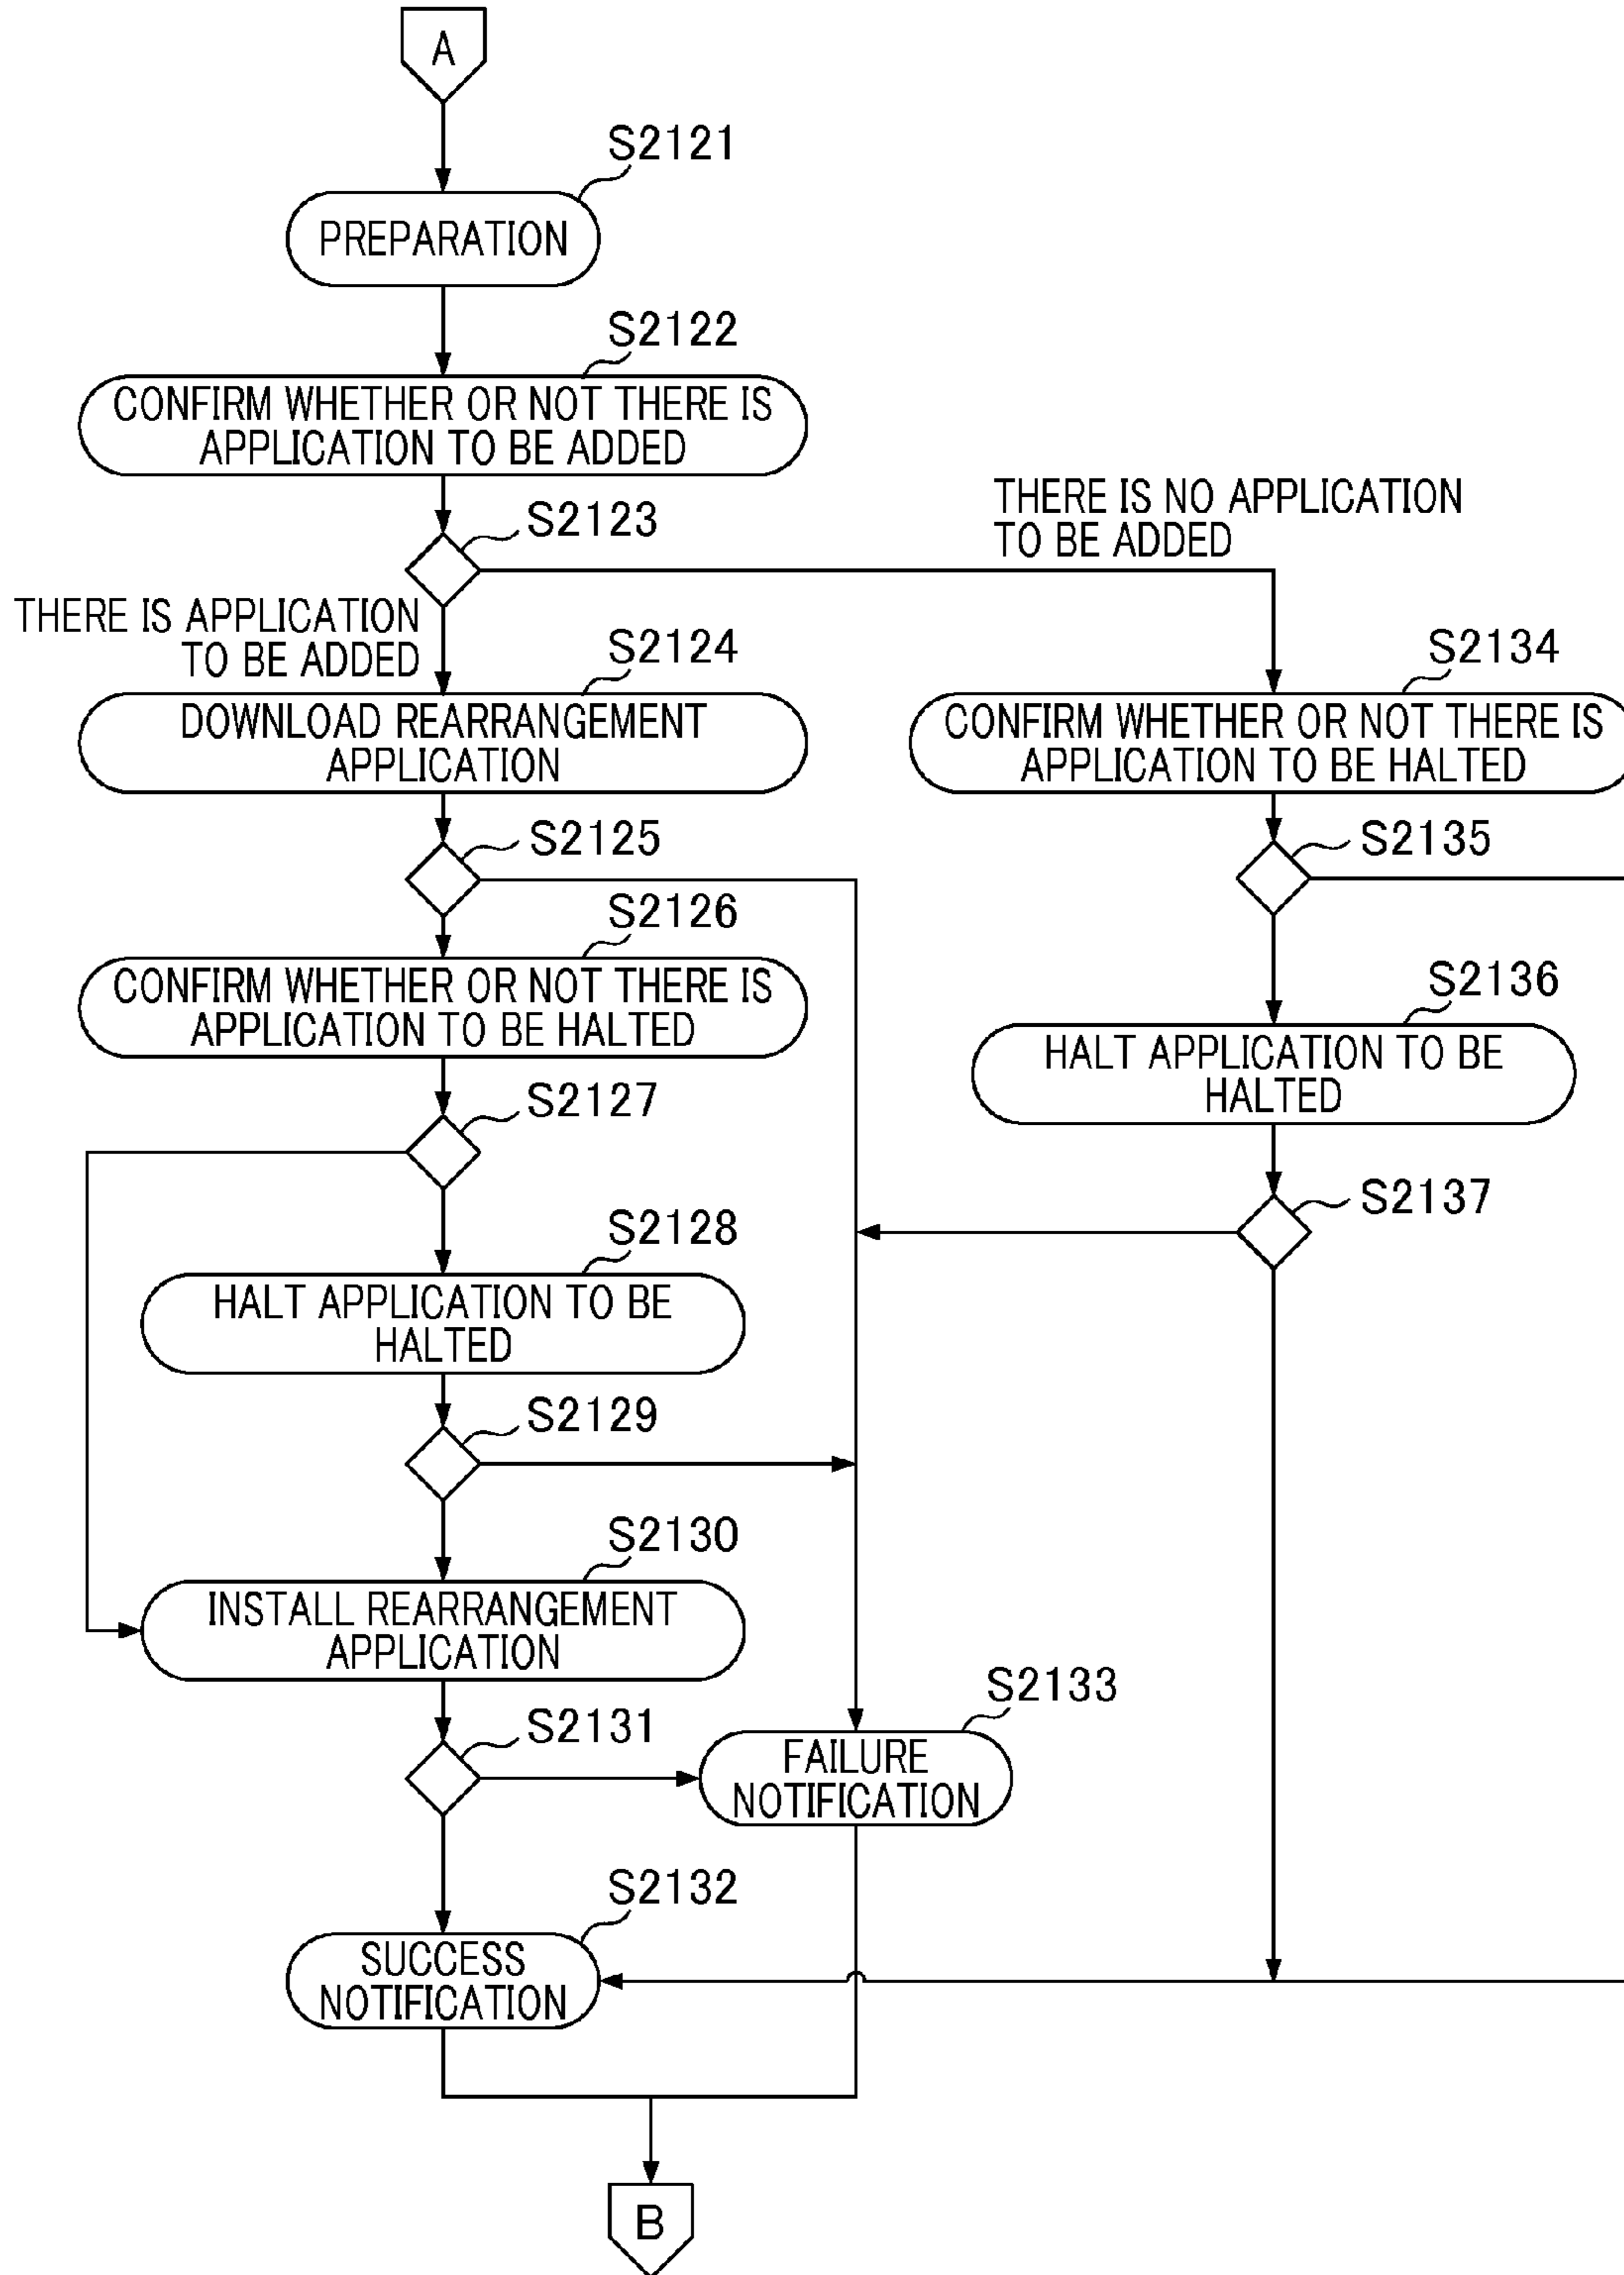 A
S2121
PREPARATION
S2122
CONFIRM WHETHER OR NOT THERE IS
APPLICATION TO BE ADDED
S2123
THERE IS NO APPLICATION
TO BE ADDED
THERE IS APPLICATION
TO BE ADDED
S2124
DOWNLOAD REARRANGEMENT
APPLICATION
S2134
CONFIRM WHETHER OR NOT THERE IS
APPLICATION TO BE HALTED
S2125
S2135
S2126
CONFIRM WHETHER OR NOT THERE IS
APPLICATION TO BE HALTED
S2136
HALT APPLICATION TO BE
HALTED
S2127
S2137
S2128
HALT APPLICATION TO BE
HALTED
S2129
S2130
INSTALL REARRANGEMENT
APPLICATION
S2131
S2133
FAILURE
NOTIFICATION
S2132
SUCCESS
NOTIFICATION
B